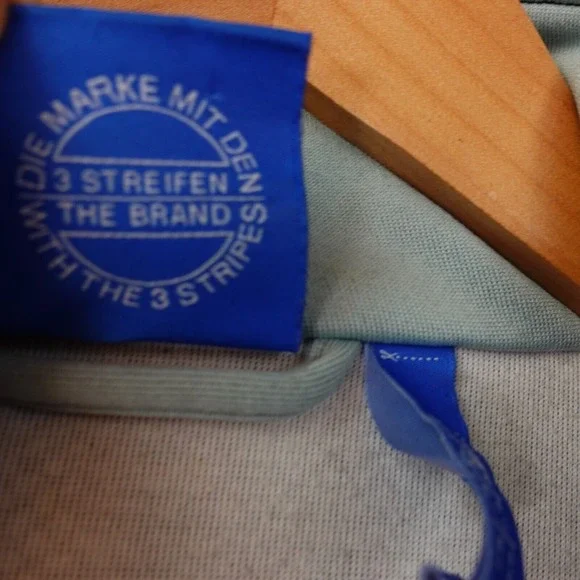 DIE MARKE MIT DEN
3 STREIFEN
THE BRAND
WITH THE 3 STRIPES